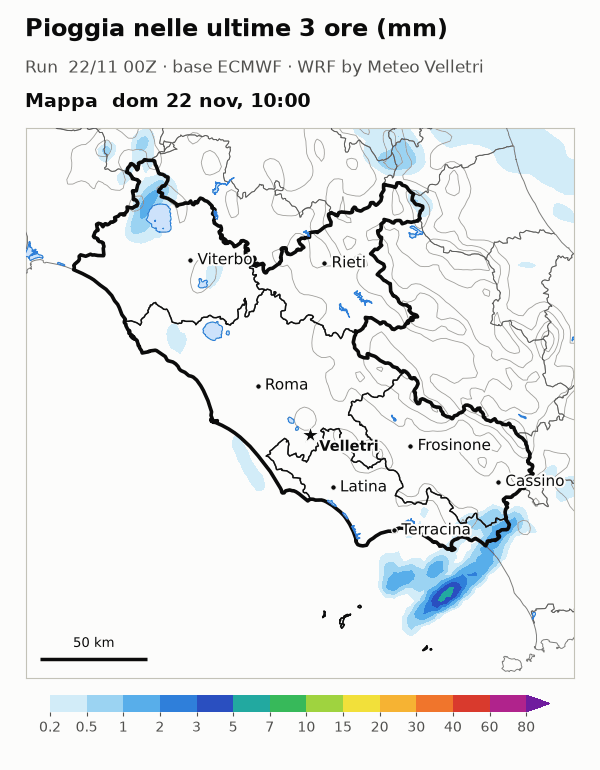 Pioggia nelle ultime 3 ore (mm)
Run  22/11 00Z · base ECMWF · WRF by Meteo Velletri
Mappa  dom 22 nov, 10:00
Viterbo
Rieti
Roma
Velletri
Frosinone
Latina
Cassino
Terracina
50 km
0.2 0.5 1 2 3 5 7 10 15 20 30 40 60 80